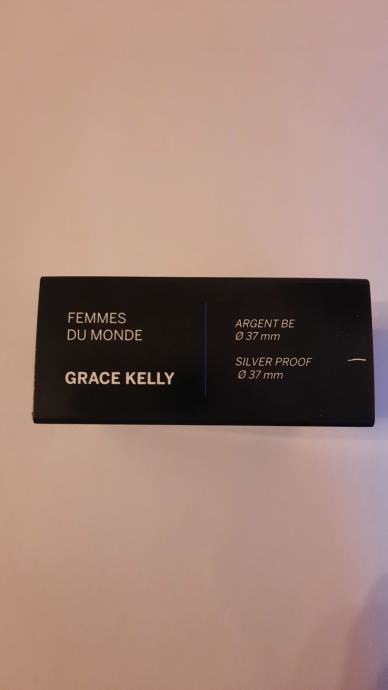 FEMMES
DU MONDE
GRACE KELLY
ARGENT BE
Ø 37 mm
SILVER PROOF
Ø 37 mm